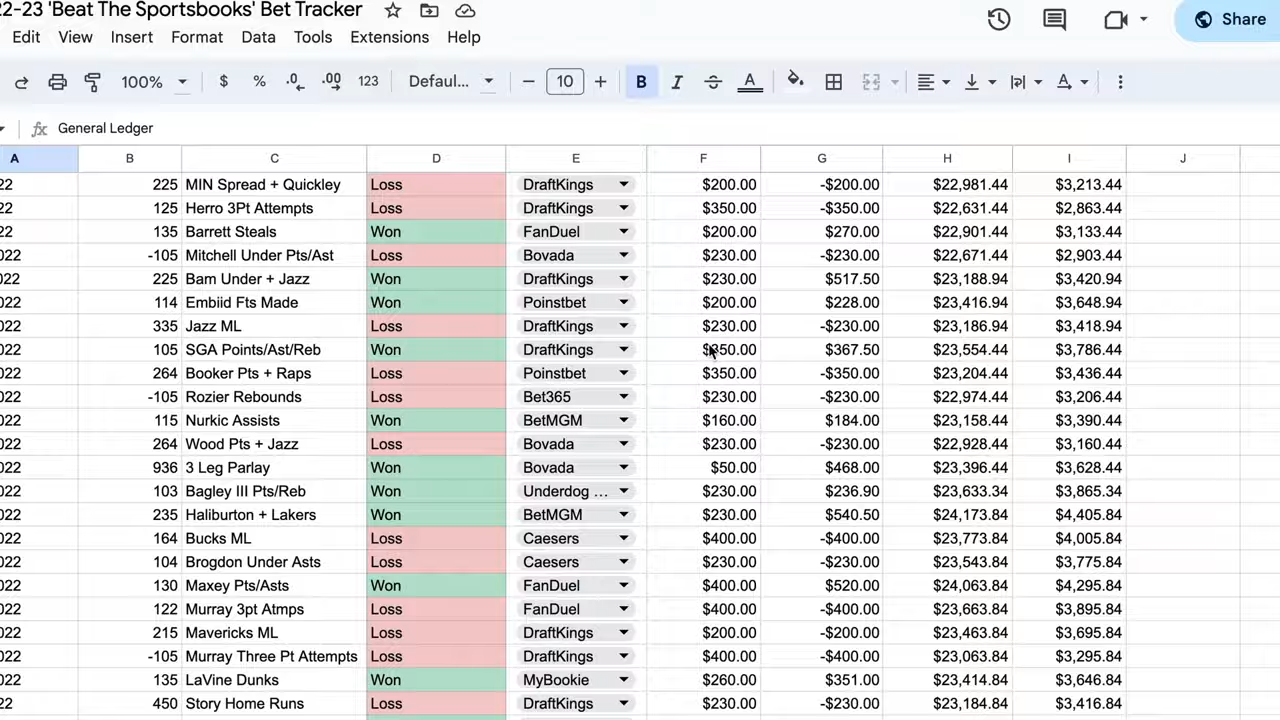 22-23 'Beat The Sportsbooks' Bet Tracker
Share
Edit View Insert Format Data Tools Extensions Help
100% $ % .0 .00 123 Defaul... − 10 + B I S A A
fx General Ledger
A B C D E F G H I J
22 225 MIN Spread + Quickley Loss DraftKings $200.00 -$200.00 $22,981.44 $3,213.44
22 125 Herro 3Pt Attempts Loss DraftKings $350.00 -$350.00 $22,631.44 $2,863.44
22 135 Barrett Steals Won FanDuel $200.00 $270.00 $22,901.44 $3,133.44
022 -105 Mitchell Under Pts/Ast Loss Bovada $230.00 -$230.00 $22,671.44 $2,903.44
022 225 Bam Under + Jazz Won DraftKings $230.00 $517.50 $23,188.94 $3,420.94
022 114 Embiid Fts Made Won Poinstbet $200.00 $228.00 $23,416.94 $3,648.94
022 335 Jazz ML Loss DraftKings $230.00 -$230.00 $23,186.94 $3,418.94
022 105 SGA Points/Ast/Reb Won DraftKings $350.00 $367.50 $23,554.44 $3,786.44
022 264 Booker Pts + Raps Loss Poinstbet $350.00 -$350.00 $23,204.44 $3,436.44
022 -105 Rozier Rebounds Loss Bet365 $230.00 -$230.00 $22,974.44 $3,206.44
022 115 Nurkic Assists Won BetMGM $160.00 $184.00 $23,158.44 $3,390.44
022 264 Wood Pts + Jazz Loss Bovada $230.00 -$230.00 $22,928.44 $3,160.44
022 936 3 Leg Parlay Won Bovada $50.00 $468.00 $23,396.44 $3,628.44
022 103 Bagley III Pts/Reb Won Underdog ... $230.00 $236.90 $23,633.34 $3,865.34
022 235 Haliburton + Lakers Won BetMGM $230.00 $540.50 $24,173.84 $4,405.84
022 164 Bucks ML Loss Caesers $400.00 -$400.00 $23,773.84 $4,005.84
022 104 Brogdon Under Asts Loss Caesers $230.00 -$230.00 $23,543.84 $3,775.84
022 130 Maxey Pts/Asts Won FanDuel $400.00 $520.00 $24,063.84 $4,295.84
022 122 Murray 3pt Atmps Loss FanDuel $400.00 -$400.00 $23,663.84 $3,895.84
022 215 Mavericks ML Loss DraftKings $200.00 -$200.00 $23,463.84 $3,695.84
022 -105 Murray Three Pt Attempts Loss DraftKings $400.00 -$400.00 $23,063.84 $3,295.84
022 135 LaVine Dunks Won MyBookie $260.00 $351.00 $23,414.84 $3,646.84
22 450 Story Home Runs Loss DraftKings $230.00 -$230.00 $23,184.84 $3,416.84